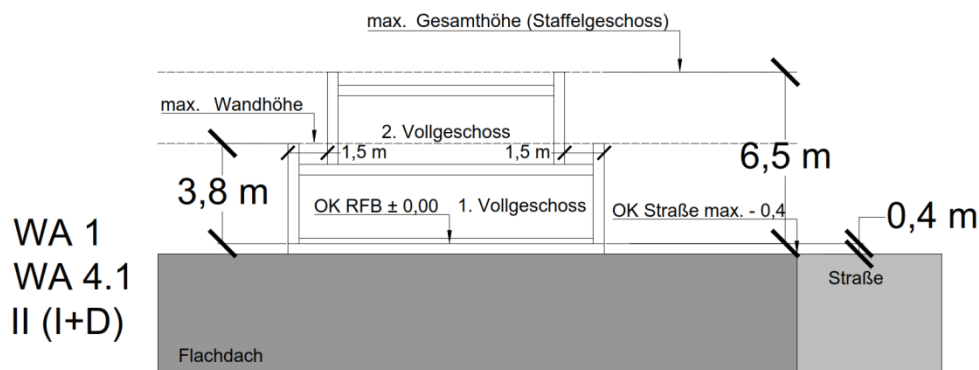 max. Gesamthöhe (Staffelgeschoss)
max. Wandhöhe
2. Vollgeschoss
1,5 m
1,5 m
6,5 m
3,8 m
OK RFB ± 0,00
1. Vollgeschoss
OK Straße max. - 0,4
0,4 m
WA 1
WA 4.1
II (I+D)
Straße
Flachdach